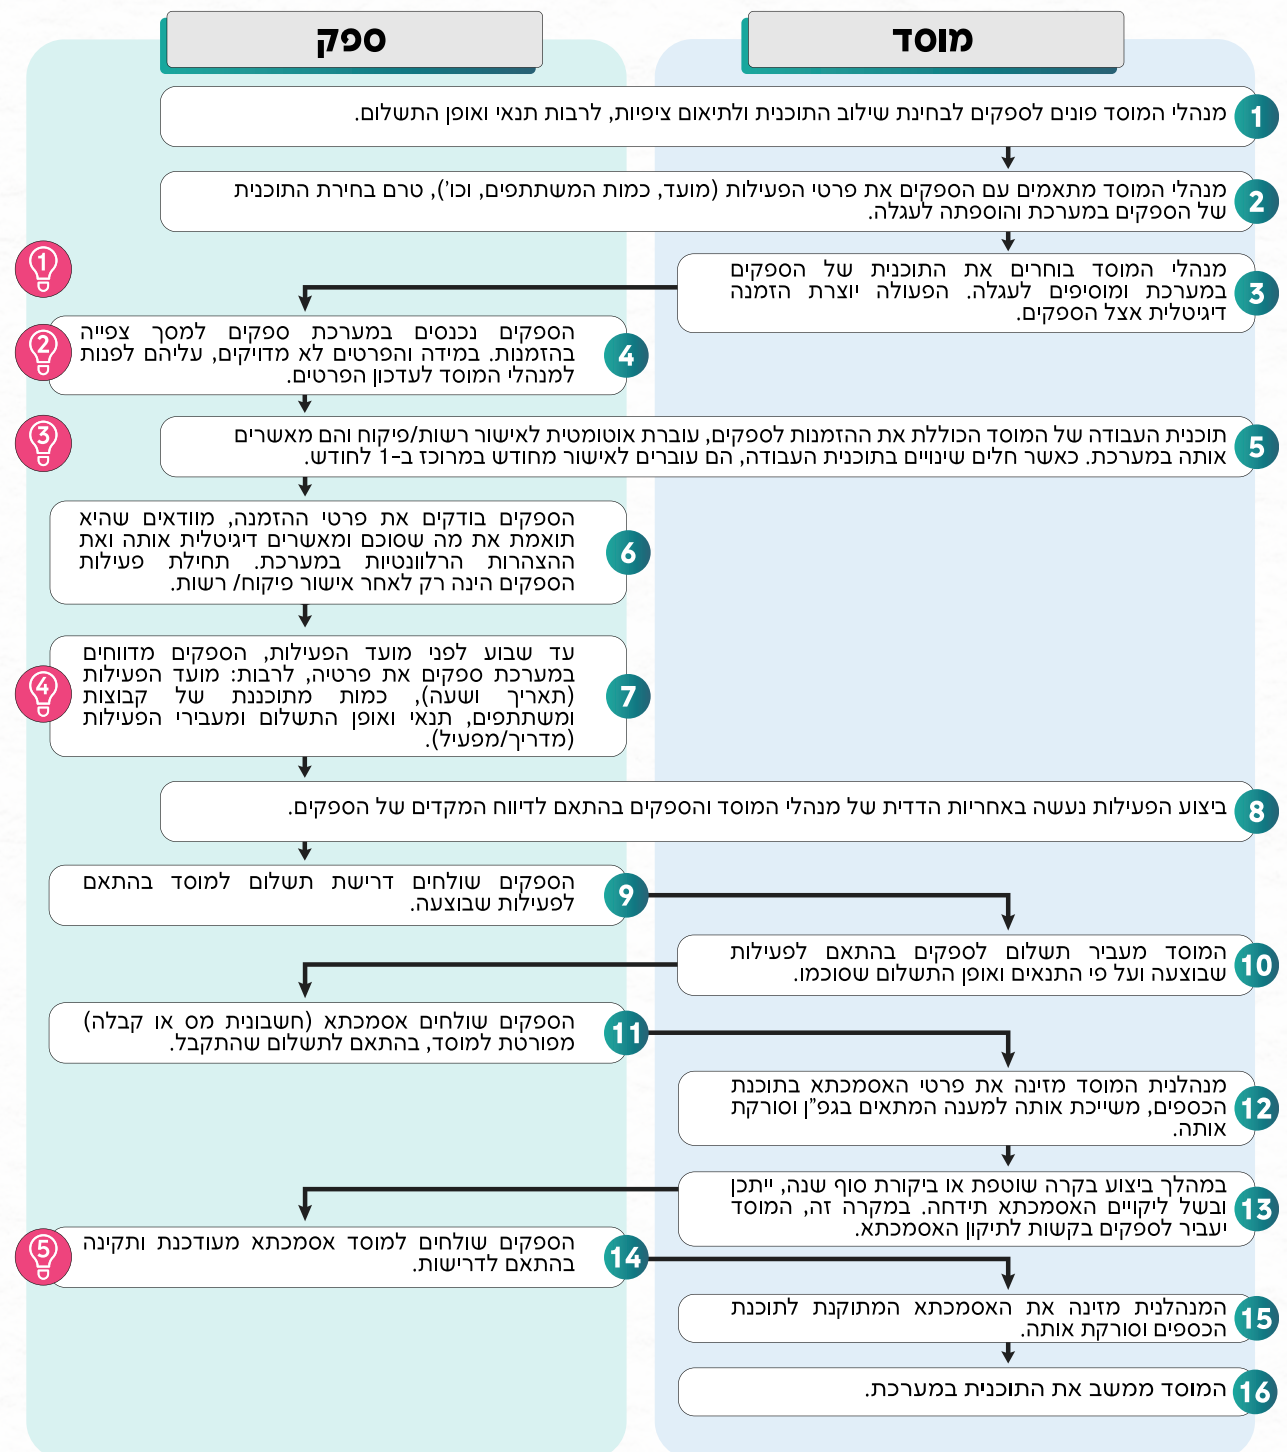 מוסד
ספק
1
מנהלי המוסד פונים לספקים לבחינת שילוב התוכנית ולתיאום ציפיות, לרבות תנאי ואופן התשלום.
2
מנהלי המוסד מתאמים עם הספקים את פרטי הפעילות (מועד, כמות המשתתפים, וכו'), טרם בחירת התוכנית
של הספקים במערכת והוספתה לעגלה.
3
מנהלי המוסד בוחרים את התוכנית של הספקים
במערכת ומוסיפים לעגלה. הפעולה יוצרת הזמנה
דיגיטלית אצל הספקים.
1
4
הספקים נכנסים במערכת ספקים למסך צפייה
בהזמנות. במידה והפרטים לא מדויקים, עליהם לפנות
למנהלי המוסד לעדכון הפרטים.
2
5
תוכנית העבודה של המוסד הכוללת את ההזמנות לספקים, עוברת אוטומטית לאישור רשות/פיקוח והם מאשרים
אותה במערכת. כאשר חלים שינויים בתוכנית העבודה, הם עוברים לאישור מחודש במרוכז ב-1 לחודש.
3
6
הספקים בודקים את פרטי ההזמנה, מוודאים שהיא
תואמת את מה שסוכם ומאשרים דיגיטלית אותה ואת
ההצהרות הרלוונטיות במערכת. תחילת פעילות
הספקים הינה רק לאחר אישור פיקוח/ רשות.
7
עד שבוע לפני מועד הפעילות, הספקים מדווחים
במערכת ספקים את פרטיה, לרבות: מועד הפעילות
(תאריך ושעה), כמות מתוכננת של קבוצות
ומשתתפים, תנאי ואופן התשלום ומעבירי הפעילות
(מדריך/מפעיל).
4
8
ביצוע הפעילות נעשה באחריות הדדית של מנהלי המוסד והספקים בהתאם לדיווח המקדים של הספקים.
9
הספקים שולחים דרישת תשלום למוסד בהתאם
לפעילות שבוצעה.
10
המוסד מעביר תשלום לספקים בהתאם לפעילות
שבוצעה ועל פי התנאים ואופן התשלום שסוכמו.
11
הספקים שולחים אסמכתא (חשבונית מס או קבלה)
מפורטת למוסד, בהתאם לתשלום שהתקבל.
12
מנהלנית המוסד מזינה את פרטי האסמכתא בתוכנת
הכספים, משייכת אותה למענה המתאים בגפ"ן וסורקת
אותה.
13
במהלך ביצוע בקרה שוטפת או ביקורת סוף שנה, ייתכן
ובשל ליקויים האסמכתא תידחה. במקרה זה, המוסד
יעביר לספקים בקשות לתיקון האסמכתא.
14
הספקים שולחים למוסד אסמכתא מעודכנת ותקינה
בהתאם לדרישות.
5
15
המנהלנית מזינה את האסמכתא המתוקנת לתוכנת
הכספים וסורקת אותה.
16
המוסד ממשב את התוכנית במערכת.